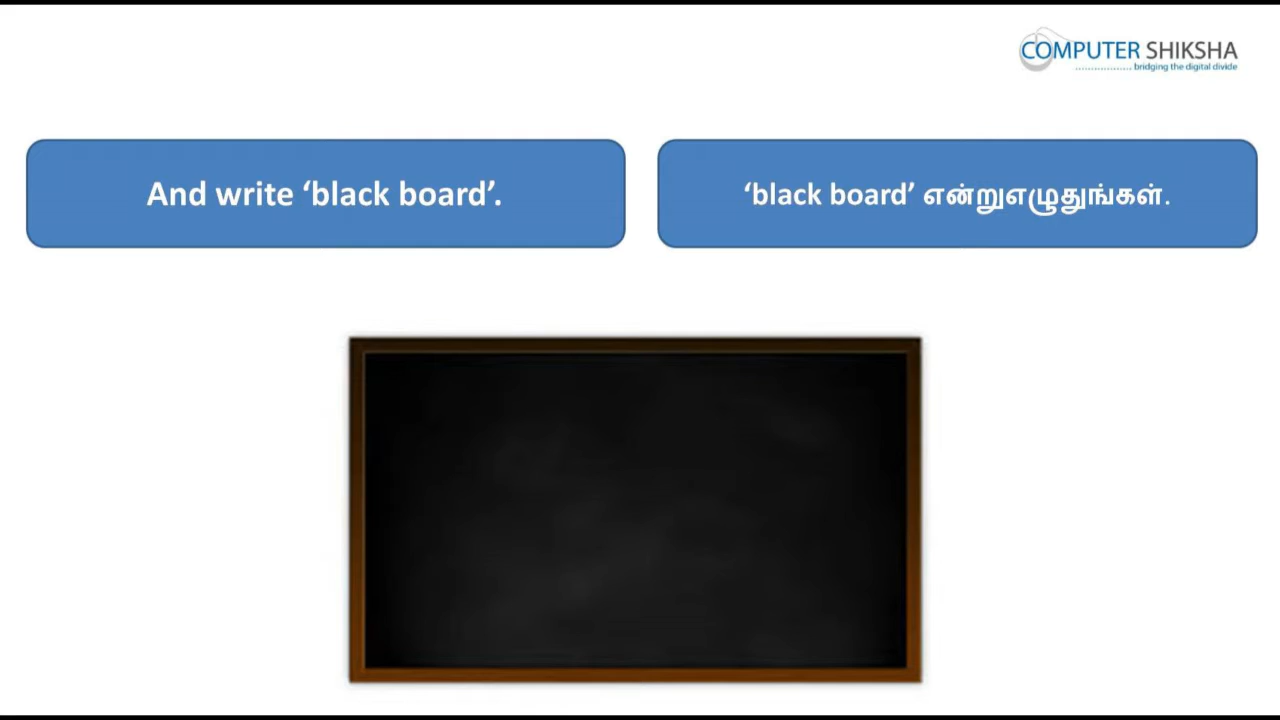 COMPUTER SHIKSHA
bridging the digital divide
And write ‘black board’.
‘black board’ என்றுஎழுதுங்கள்.